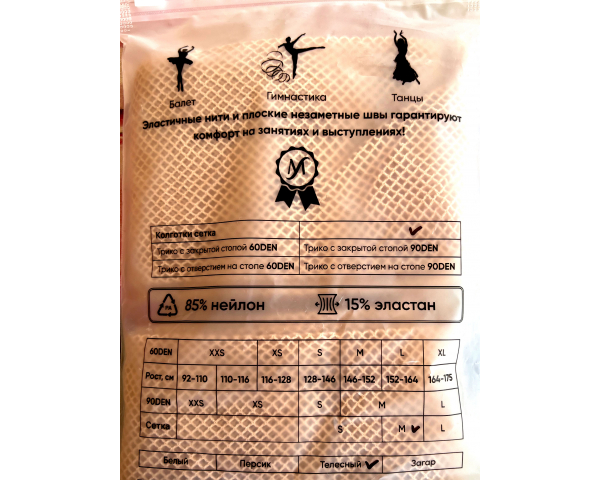 Балет Гимнастика Танцы
Эластичные нити и плоские незаметные швы гарантируют
комфорт на занятиях и выступлениях!
Колготки сетка
Трико с закрытой стопой 60DEN Трико с закрытой стопой 90DEN
Трико с отверстием на стопе 60DEN Трико с отверстием на стопе 90DEN
85% нейлон 15% эластан
60DEN XXS XS S M L XL
Рост, см 92-110 110-116 116-128 128-146 146-152 152-164 164-175
90DEN XXS XS S M L
Сетка S M L
Белый Персик Телесный Загар